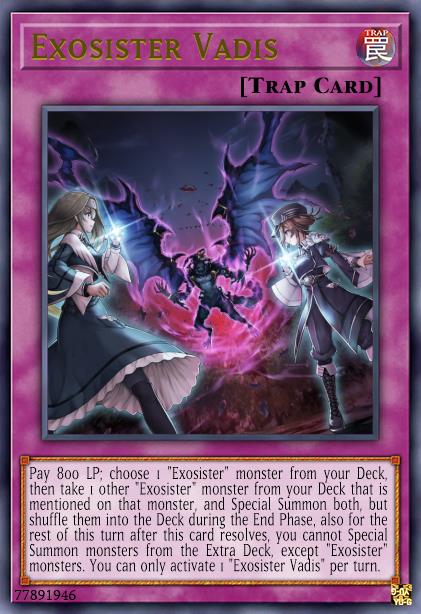 Exosister Vadis
TRAP
罠
[Trap Card]
Pay 800 LP; choose 1 "Exosister" monster from your Deck,
then take 1 other "Exosister" monster from your Deck that is
mentioned on that monster, and Special Summon both, but
shuffle them into the Deck during the End Phase, also for the
rest of this turn after this card resolves, you cannot Special
Summon monsters from the Extra Deck, except "Exosister"
monsters. You can only activate 1 "Exosister Vadis" per turn.
77891946